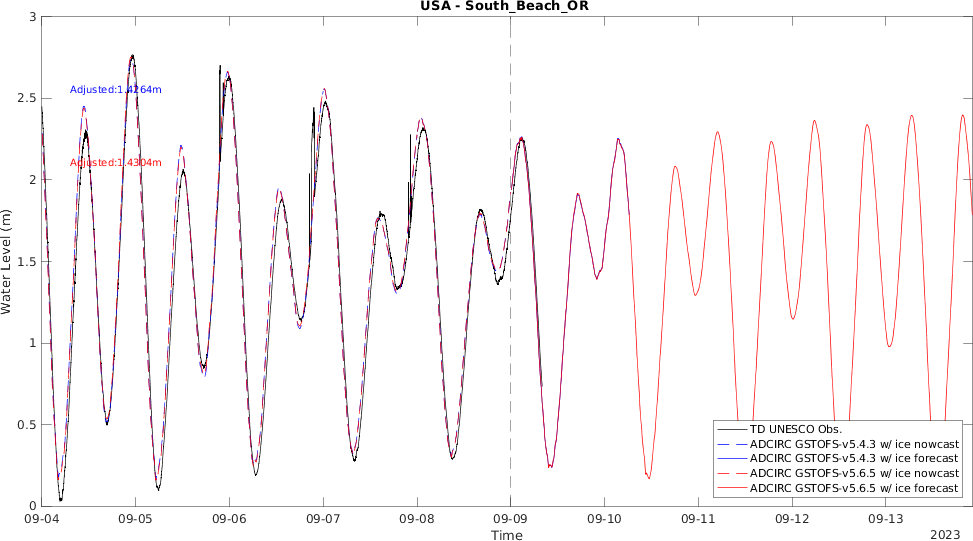 USA - South_Beach_OR
3
2.5
2
1.5
1
0.5
0
Water Level (m)
Adjusted:1.4264m
Adjusted:1.4304m
TD UNESCO Obs.
ADCIRC GSTOFS-v5.4.3 w/ ice nowcast
ADCIRC GSTOFS-v5.4.3 w/ ice forecast
ADCIRC GSTOFS-v5.6.5 w/ ice nowcast
ADCIRC GSTOFS-v5.6.5 w/ ice forecast
09-04 09-05 09-06 09-07 09-08 09-09 09-10 09-11 09-12 09-13
Time
2023